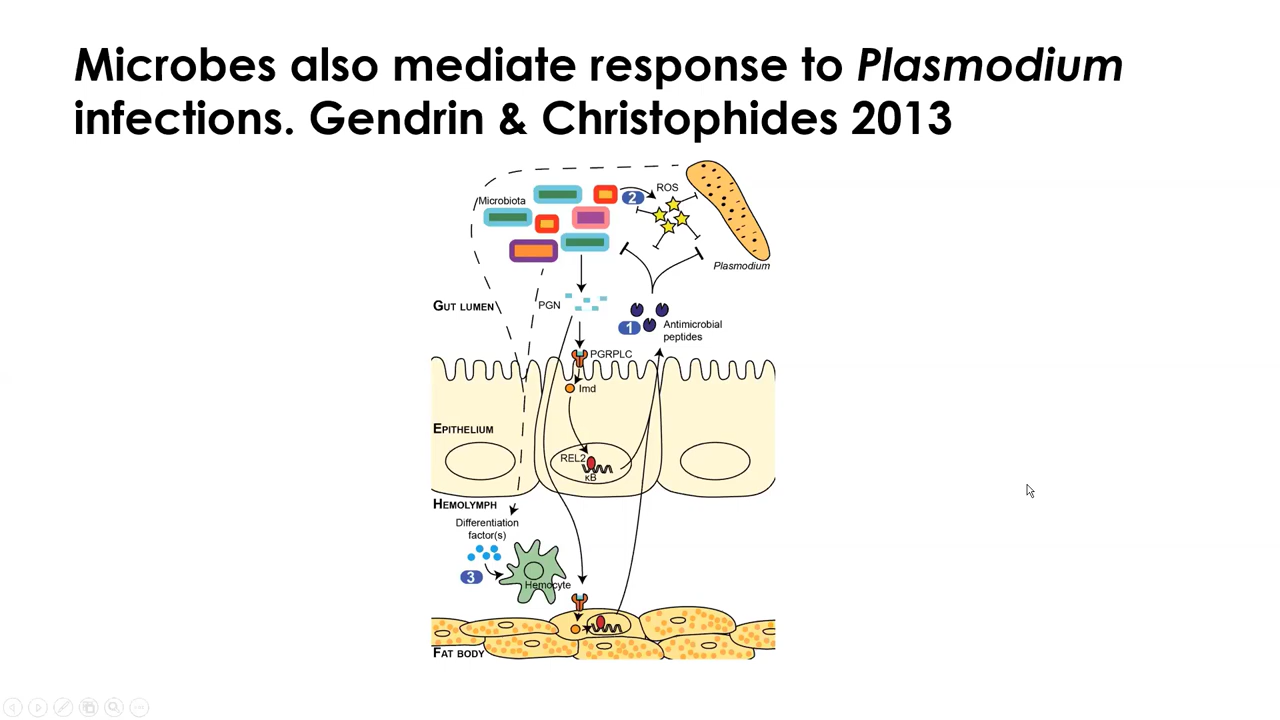 Microbes also mediate response to Plasmodium
infections. Gendrin & Christophides 2013
Microbiota
2
ROS
Plasmodium
GUT LUMEN
PGN
1
Antimicrobial
peptides
PGRPLC
Imd
EPITHELIUM
REL2
κB
HEMOLYMPH
Differentiation
factor(s)
3
Hemocyte
FAT BODY